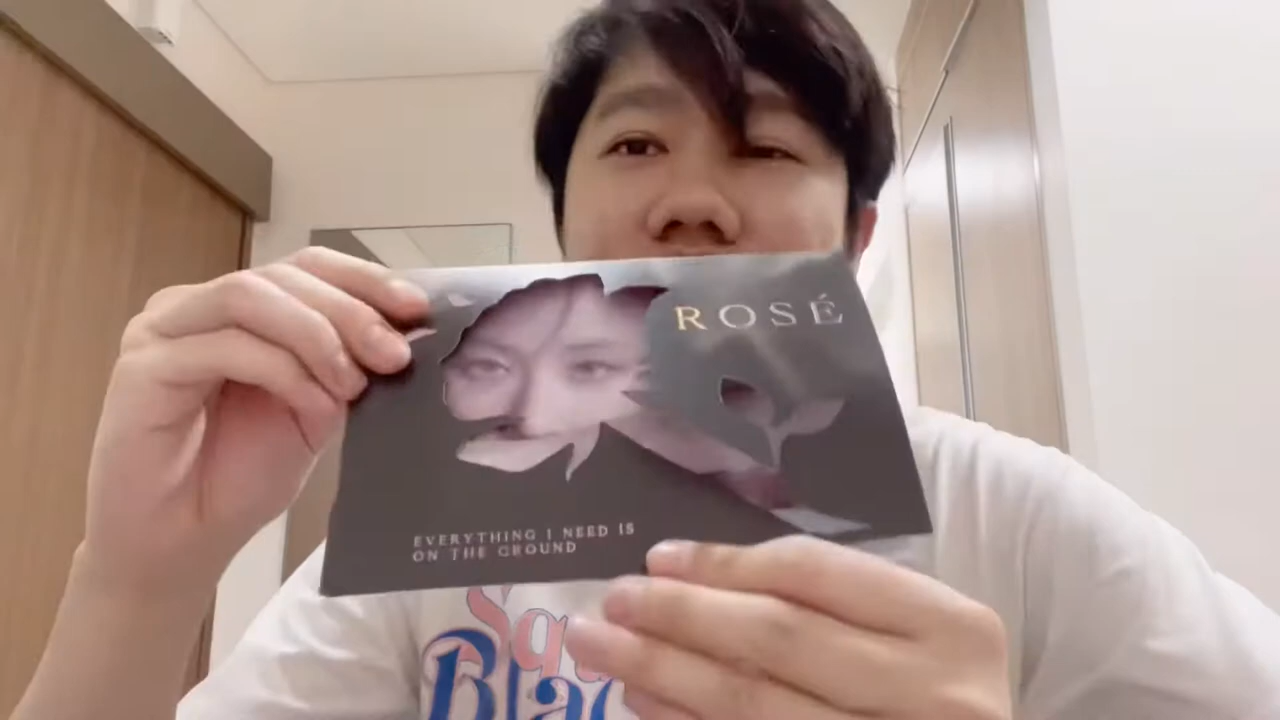 ROSÉ
EVERYTHING I NEED IS
ON THE GROUND